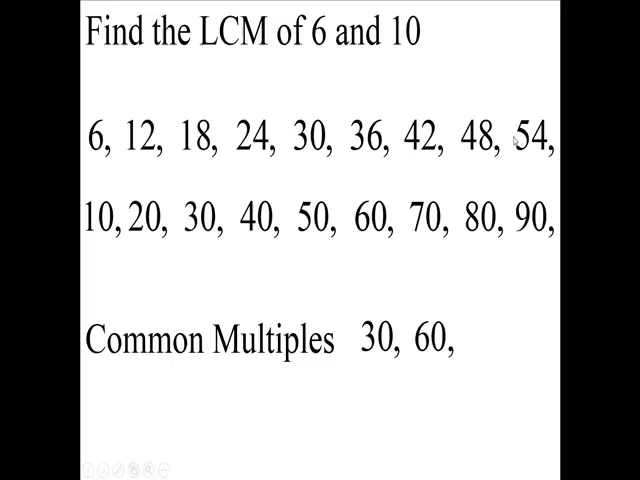 Find the LCM of 6 and 10
6, 12, 18, 24, 30, 36, 42, 48, 54,
10, 20, 30, 40, 50, 60, 70, 80, 90,
Common Multiples 30, 60,